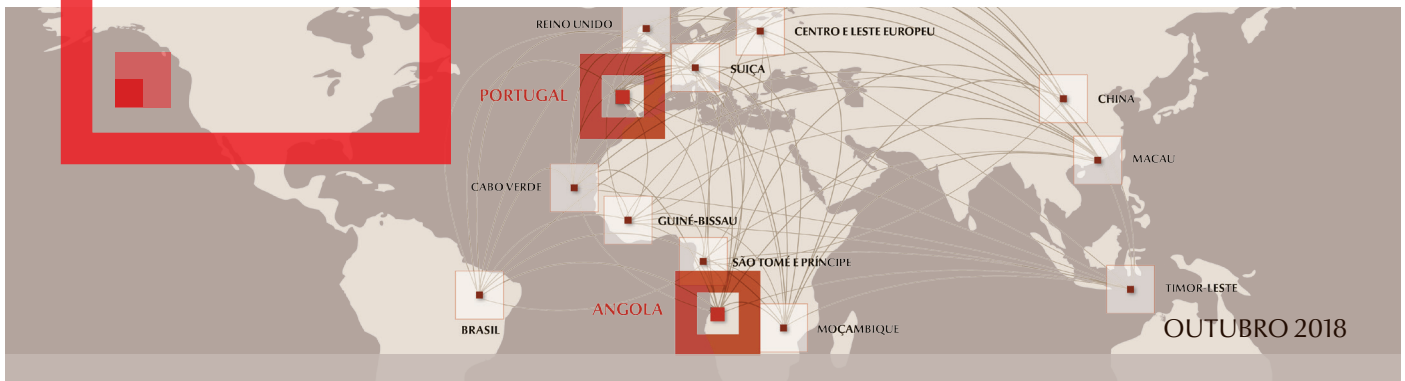 REINO UNIDO
CENTRO E LESTE EUROPEU
SUIÇA
PORTUGAL
CHINA
MACAU
CABO VERDE
GUINÉ-BISSAU
SÃO TOMÉ E PRÍNCIPE
TIMOR-LESTE
ANGOLA
BRASIL
MOÇAMBIQUE
OUTUBRO 2018